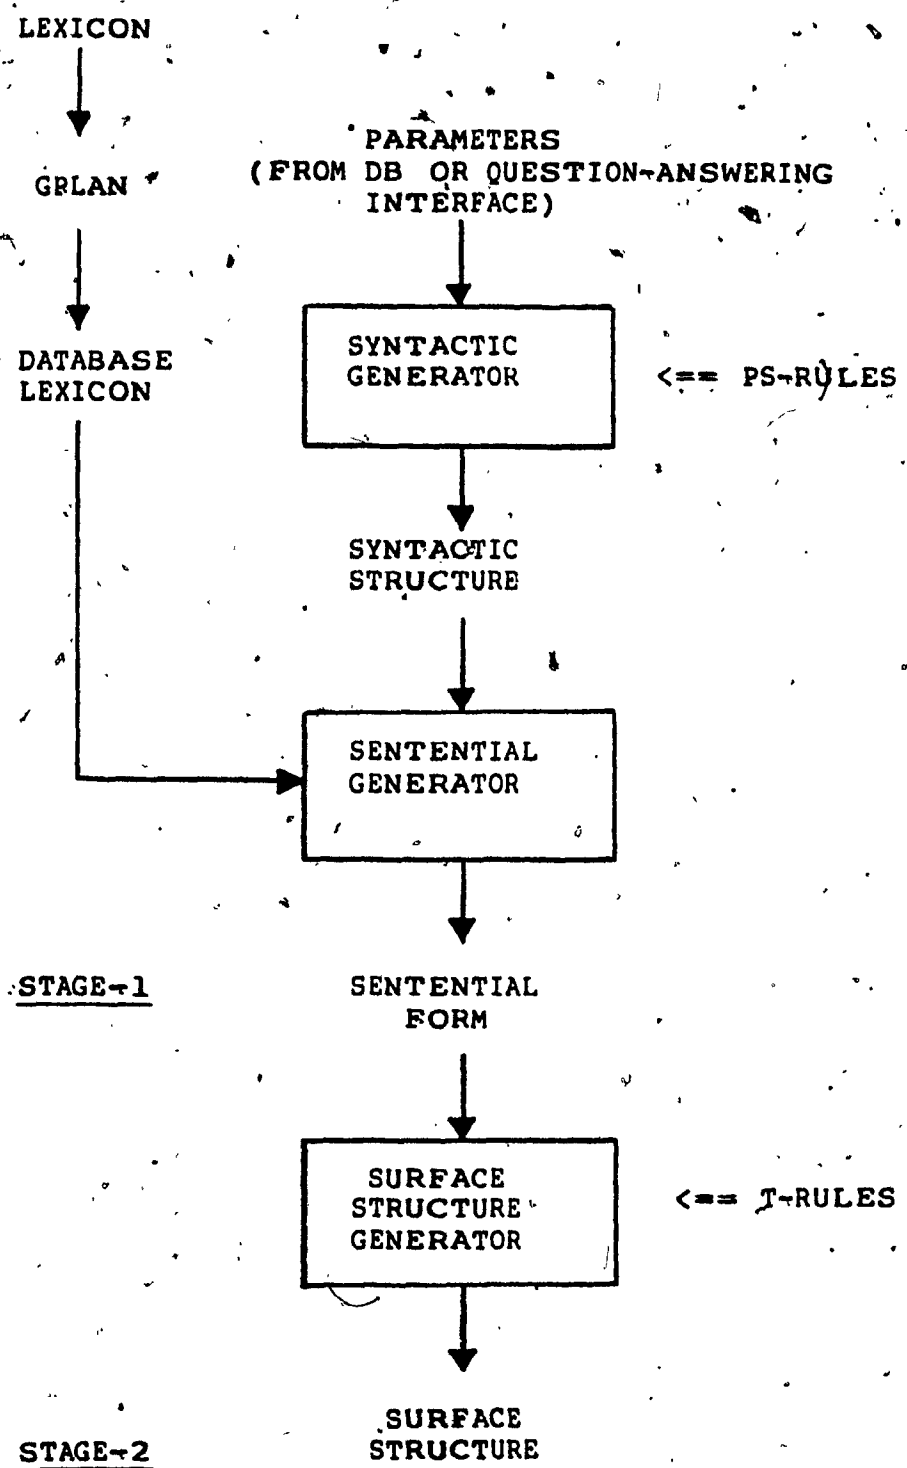 LEXICON
PARAMETERS
GRLAN
(FROM DB OR QUESTION-ANSWERING
INTERFACE)
SYNTACTIC
GENERATOR
DATABASE
LEXICON
<== PS-RULES
SYNTACTIC
STRUCTURE
SENTENTIAL
GENERATOR
STAGE-1
SENTENTIAL
FORM
SURFACE
STRUCTURE
GENERATOR
<== T-RULES
SURFACE
STRUCTURE
STAGE-2